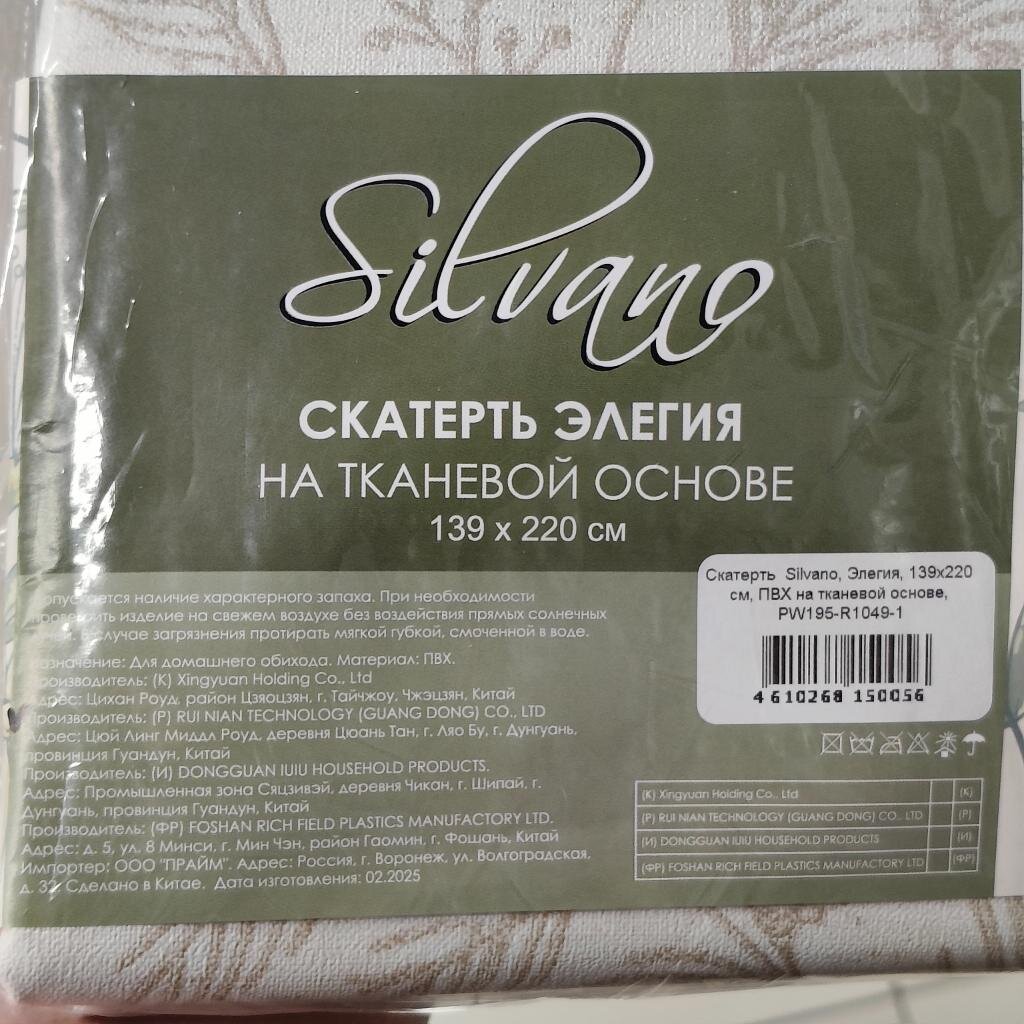 Silvano
СКАТЕРТЬ ЭЛЕГИЯ
НА ТКАНЕВОЙ ОСНОВЕ
139 х 220 см
Скатерть Silvano, Элегия, 139х220
см, ПВХ на тканевой основе,
PW195-R1049-1
4 610268 150056
наличие характерного запаха. При необходимости
изделие на свежем воздухе без воздействия прямых солнечных
В случае загрязнения протирать мягкой губкой, смоченной в воде.
Для домашнего обихода. Материал: ПВХ.
Производитель: (К) Xingyuan Holding Co., Ltd
Адрес: Цихан Роуд, район Цзяоцзян, г. Тайчжоу, Чжэцзян, Китай
Производитель: (Р) RUI NIAN TECHNOLOGY (GUANG DONG) CO., LTD
Адрес: Цюй Линг Миддл Роуд, деревня Цюань Тан, г. Ляо Бу, г. Дунгуань,
провинция Гуандун, Китай
Производитель: (И) DONGGUAN IUIU HOUSEHOLD PRODUCTS.
Адрес: Промышленная зона Сяцзивэй, деревня Чикан, г. Шипай, г.
Дунгуань, провинция Гуандун, Китай
Производитель: (ФР) FOSHAN RICH FIELD PLASTICS MANUFACTORY LTD.
Адрес: д. 5, ул. 8 Минси, г. Мин Чэн, район Гаомин, г. Фошань, Китай
Импортер: ООО "ПРАЙМ". Адрес: Россия, г. Воронеж, ул. Волгоградская,
д. 32. Сделано в Китае. Дата изготовления: 02.2025
(К) Xingyuan Holding Co., Ltd (К)
(Р) RUI NIAN TECHNOLOGY (GUANG DONG) CO., LTD (Р)
(И) DONGGUAN IUIU HOUSEHOLD PRODUCTS (И)
(ФР) FOSHAN RICH FIELD PLASTICS MANUFACTORY LTD (ФР)